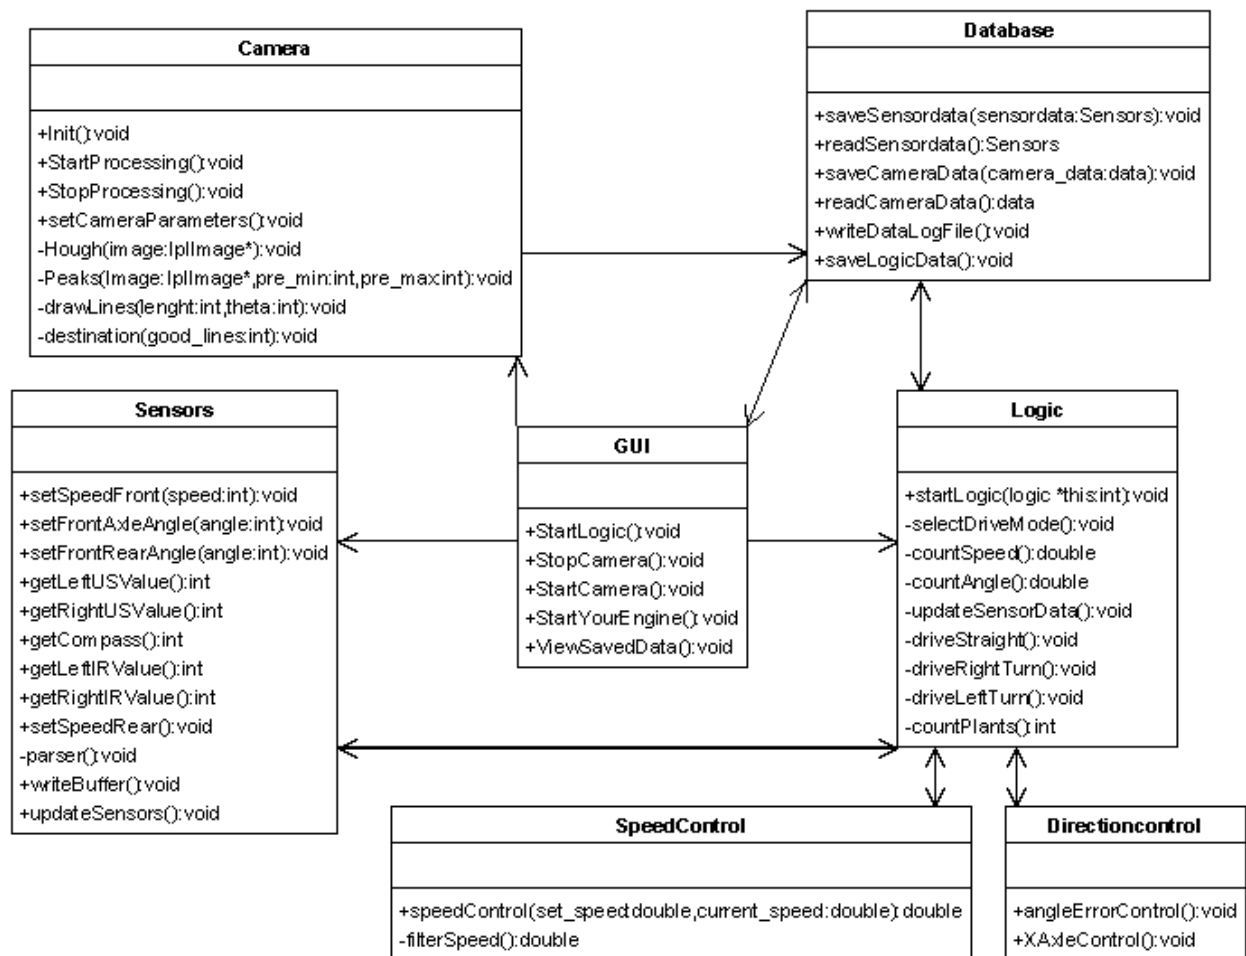 Camera
+Init():void
+StartProcessing():void
+StopProcessing():void
+setCameraParameters():void
-Hough(image:IplImage*):void
-Peaks(Image:IplImage*,pre_min:int,pre_max:int):void
-drawLines(lenght:int,theta:int):void
-destination(good_lines:int):void
Database
+saveSensordata(sensordata:Sensors):void
+readSensordata():Sensors
+saveCameraData(camera_data:data):void
+readCameraData():data
+writeDataLogFile():void
+saveLogicData():void
Sensors
+setSpeedFront(speed:int):void
+setFrontAxleAngle(angle:int):void
+setFrontRearAngle(angle:int):void
+getLeftUSValue():int
+getRightUSValue():int
+getCompass():int
+getLeftIRValue():int
+getRightIRValue():int
+setSpeedRear():void
-parser():void
+writeBuffer():void
+updateSensors():void
GUI
+StartLogic():void
+StopCamera():void
+StartCamera():void
+StartYourEngine():void
+ViewSavedData():void
Logic
+startLogic(logic *this:int):void
-selectDriveMode():void
-countSpeed():double
-countAngle():double
-updateSensorData():void
-driveStraight():void
-driveRightTurn():void
-driveLeftTurn():void
-countPlants():int
SpeedControl
+speedControl(set_speed:double,current_speed:double):double
-filterSpeed():double
Directioncontrol
+angleErrorControl():void
+XAxleControl():void